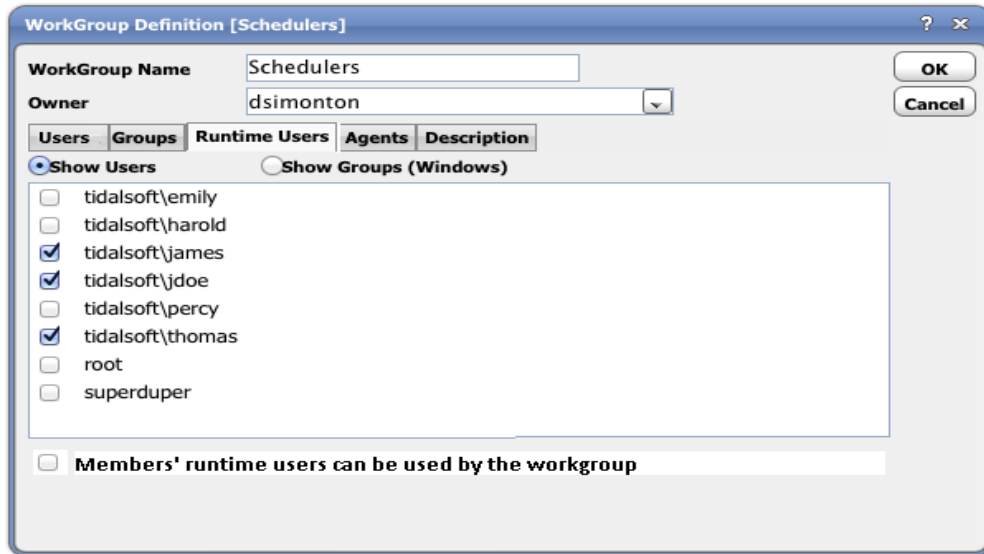 WorkGroup Definition [Schedulers] ? ×
WorkGroup Name Schedulers OK
Owner dsimonton Cancel
Users Groups Runtime Users Agents Description
Show Users Show Groups (Windows)
tidalsoft\emily
tidalsoft\harold
tidalsoft\james
tidalsoft\jdoe
tidalsoft\percy
tidalsoft\thomas
root
superduper
Members' runtime users can be used by the workgroup